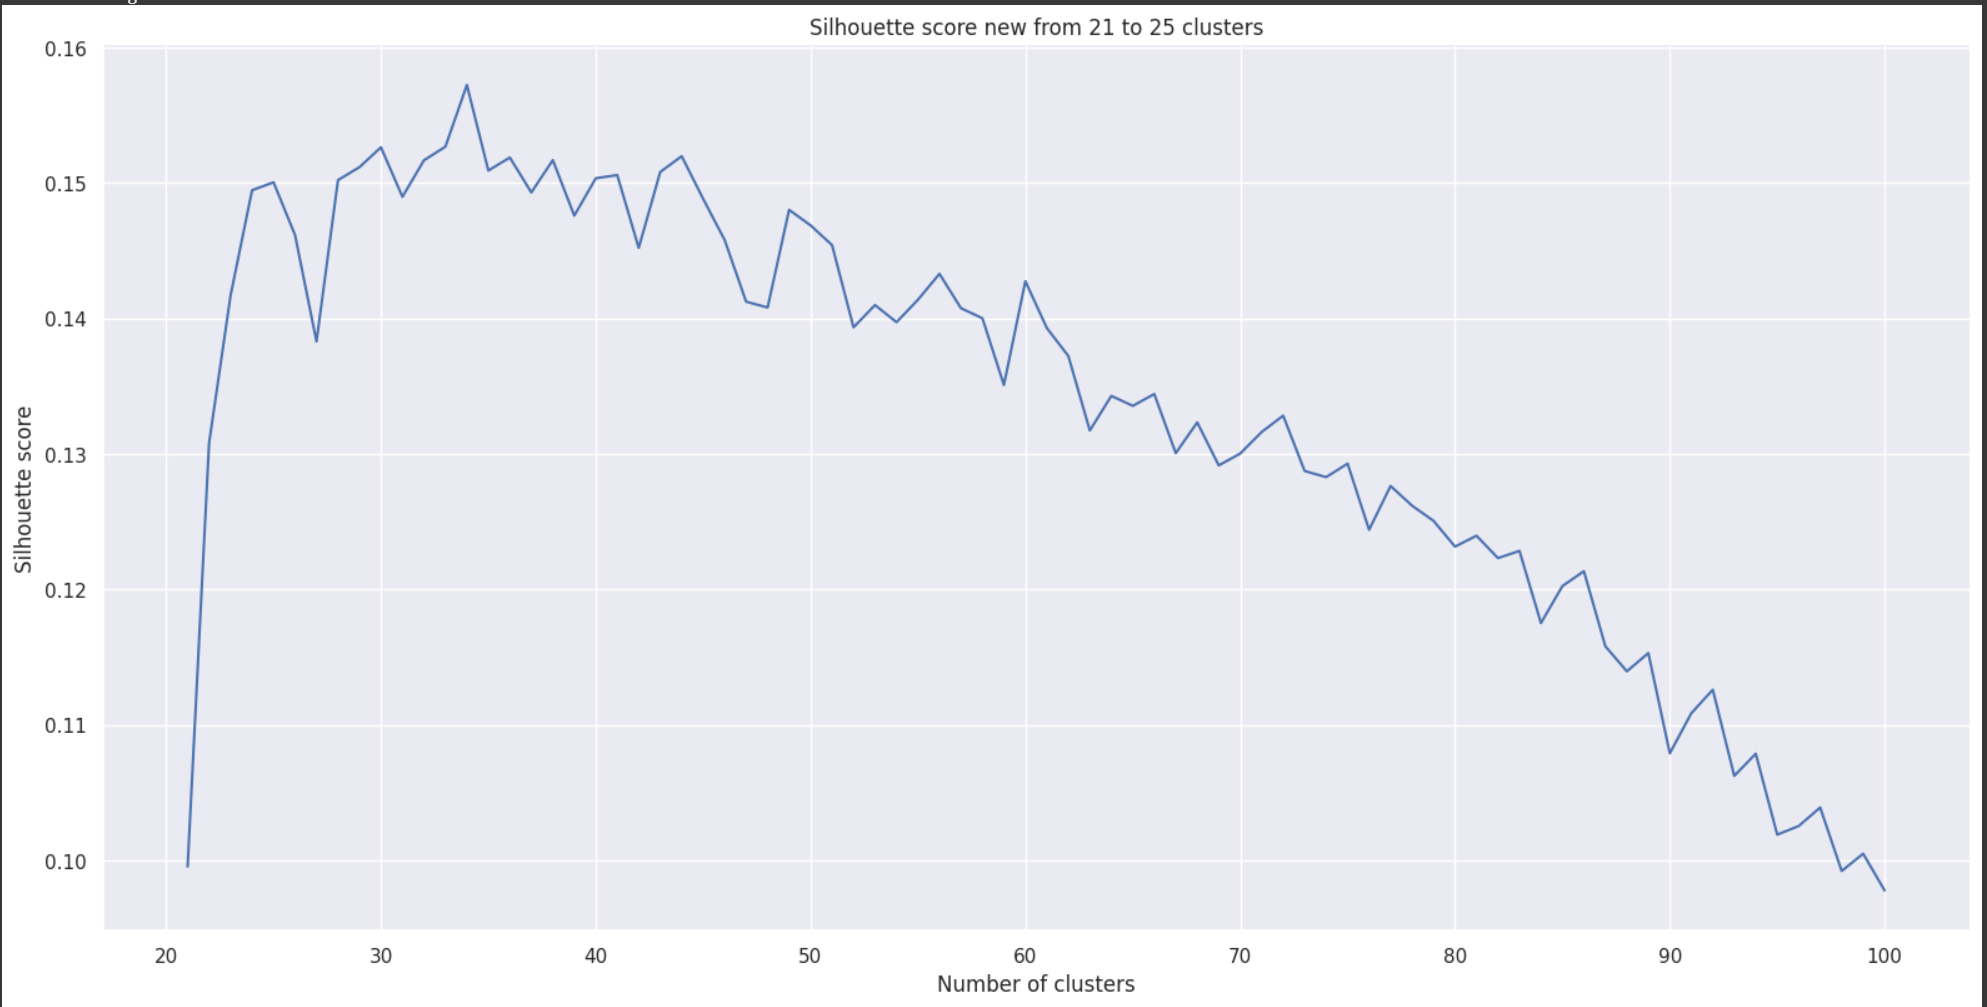 Silhouette score new from 21 to 25 clusters
0.16
0.15
0.14
0.13
0.12
0.11
0.10
Silhouette score
20 30 40 50 60 70 80 90 100
Number of clusters